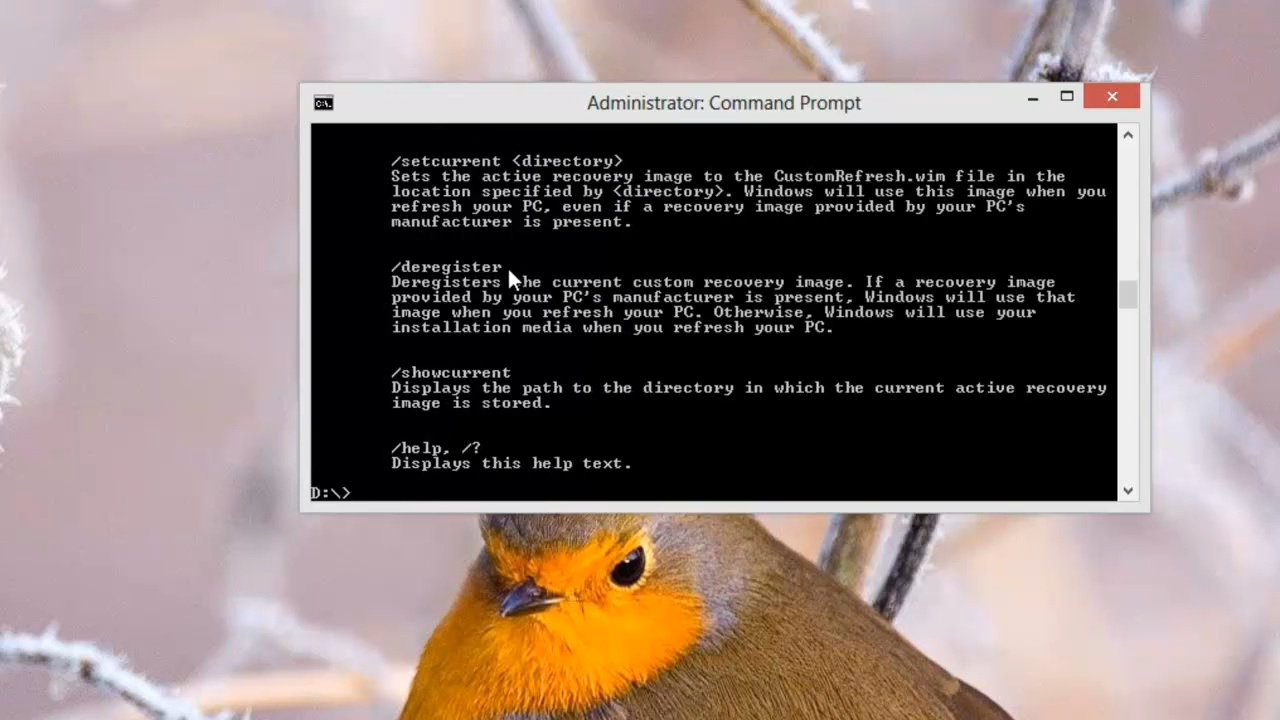 Administrator: Command Prompt
/setcurrent <directory>
Sets the active recovery image to the CustomRefresh.wim file in the
location specified by <directory>. Windows will use this image when you
refresh your PC, even if a recovery image provided by your PC's
manufacturer is present.
/deregister
Deregisters the current custom recovery image. If a recovery image
provided by your PC's manufacturer is present, Windows will use that
image when you refresh your PC. Otherwise, Windows will use your
installation media when you refresh your PC.
/showcurrent
Displays the path to the directory in which the current active recovery
image is stored.
/help, /?
Displays this help text.
D:\>